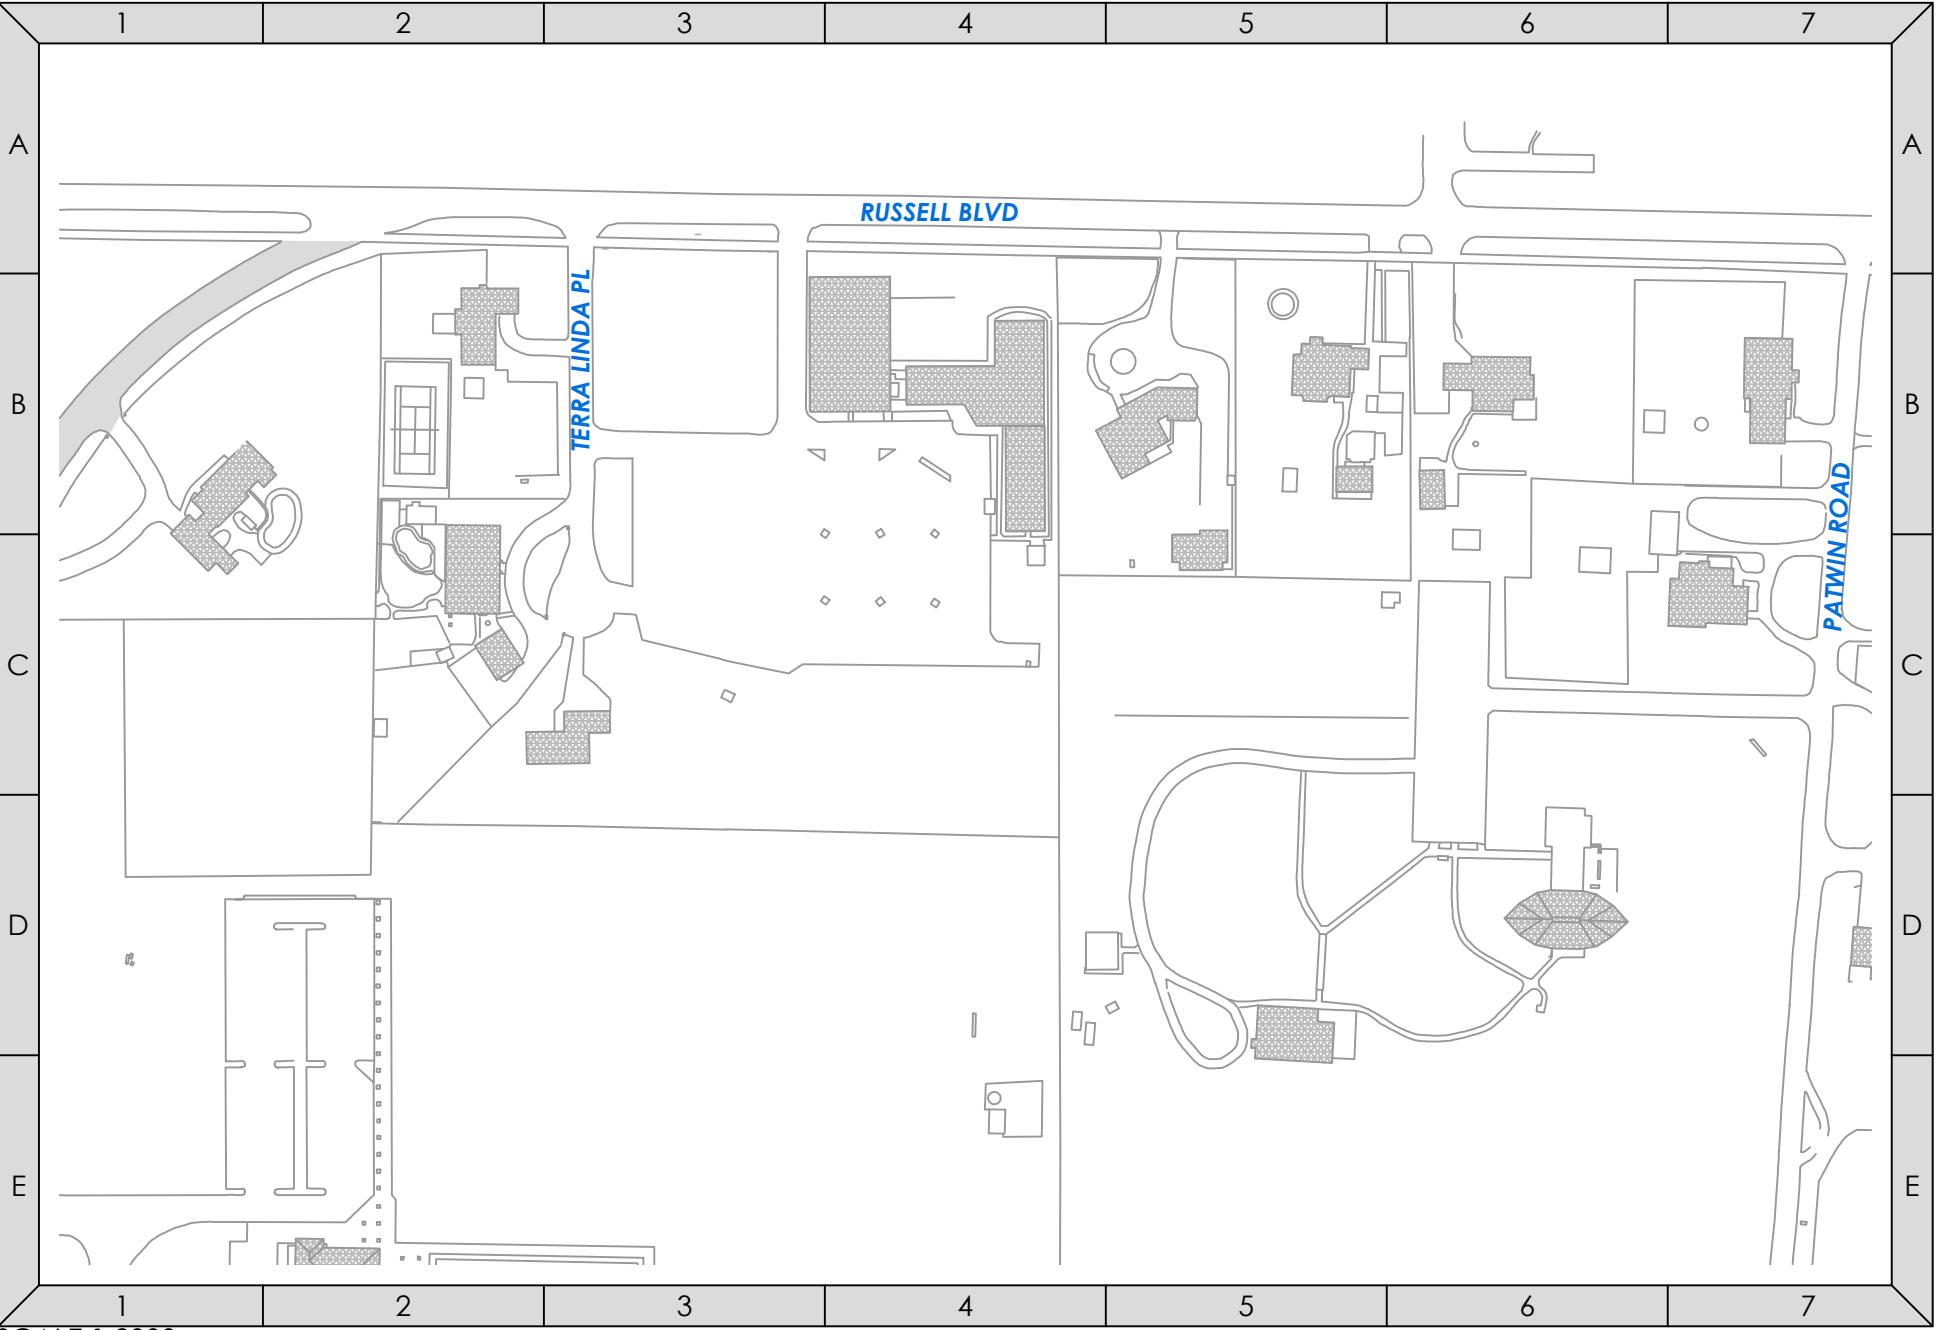 1 2 3 4 5 6 7
A A
RUSSELL BLVD
TERRA LINDA PL
B B
PATWIN ROAD
C C
D D
E E
1 2 3 4 5 6 7